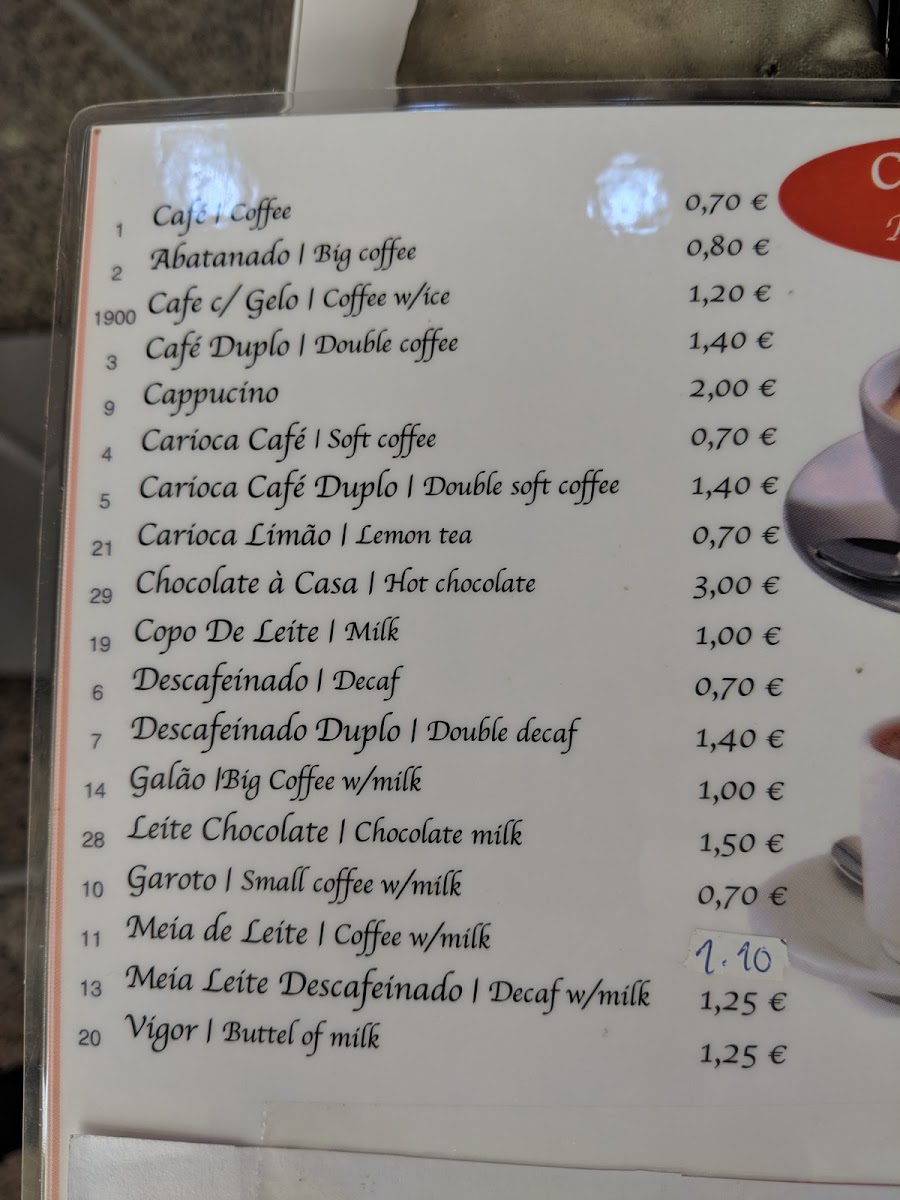 1 Café | Coffee 0,70 €
2 Abatanado | Big coffee 0,80 €
1900 Cafe c/ Gelo | Coffee w/ice 1,20 €
3 Café Duplo | Double coffee 1,40 €
9 Cappucino 2,00 €
4 Carioca Café | Soft coffee 0,70 €
5 Carioca Café Duplo | Double soft coffee 1,40 €
21 Carioca Limão | Lemon tea 0,70 €
29 Chocolate à Casa | Hot chocolate 3,00 €
19 Copo De Leite | Milk 1,00 €
6 Descafeinado | Decaf 0,70 €
7 Descafeinado Duplo | Double decaf 1,40 €
14 Galão |Big Coffee w/milk 1,00 €
28 Leite Chocolate | Chocolate milk 1,50 €
10 Garoto | Small coffee w/milk 0,70 €
11 Meia de Leite | Coffee w/milk 1.10
13 Meia Leite Descafeinado | Decaf w/milk 1,25 €
20 Vigor | Buttel of milk 1,25 €